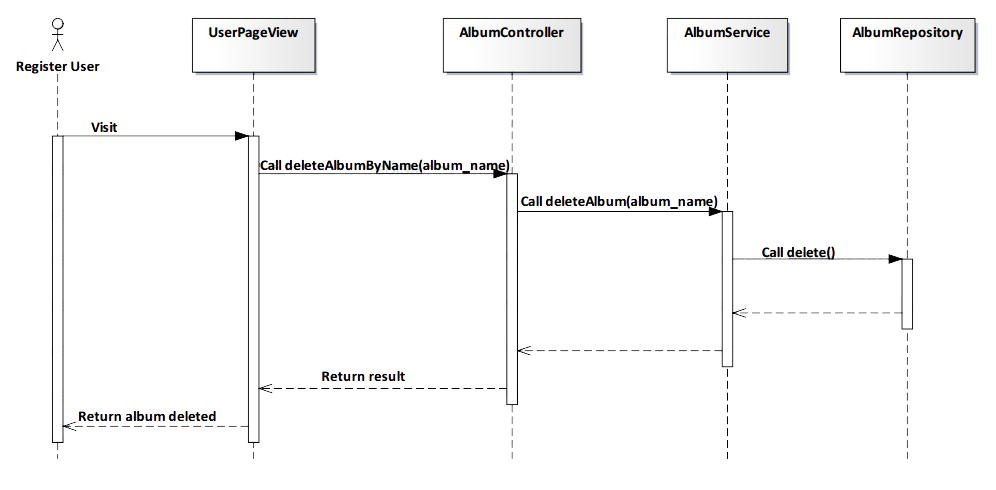 UserPageView
AlbumController
AlbumService
AlbumRepository
Register User
Visit
Call deleteAlbumByName(album_name)
Call deleteAlbum(album_name)
Call delete()
Return result
Return album deleted